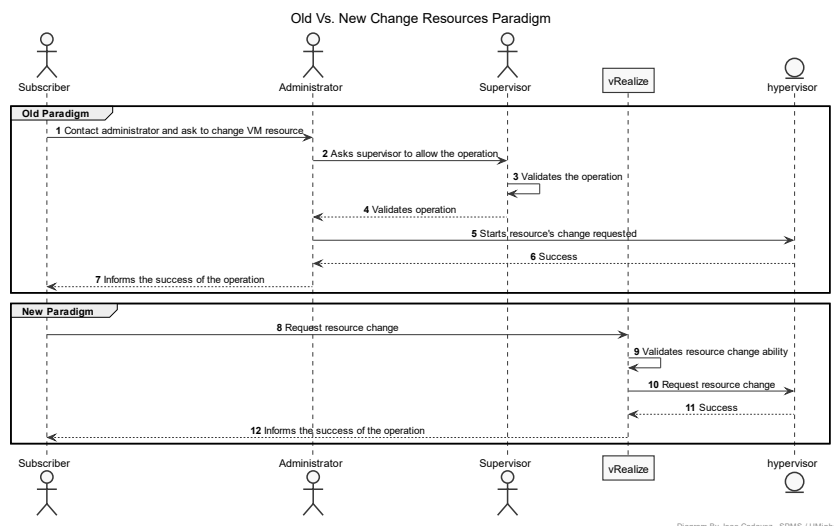 Old Vs. New Change Resources Paradigm
Subscriber
Administrator
Supervisor
vRealize
hypervisor
Old Paradigm
1 Contact administrator and ask to change VM resource
2 Asks supervisor to allow the operation
3 Validates the operation
4 Validates operation
5 Starts resource's change requested
6 Success
7 Informs the success of the operation
New Paradigm
8 Request resource change
9 Validates resource change ability
10 Request resource change
11 Success
12 Informs the success of the operation
Subscriber
Administrator
Supervisor
vRealize
hypervisor
Diagram By